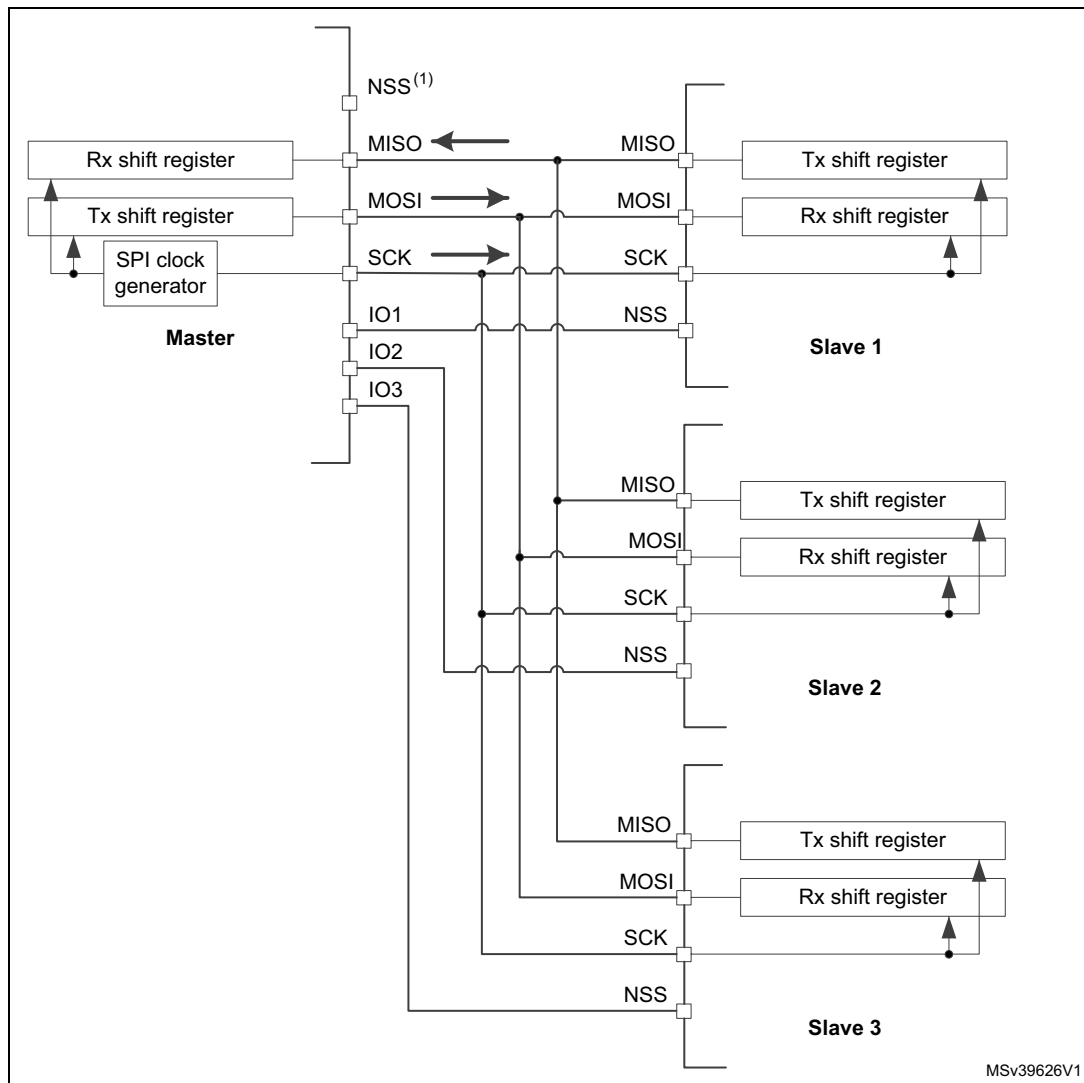 NSS(1)
MISO
MISO
Rx shift register
Tx shift register
MOSI
MOSI
Tx shift register
Rx shift register
SCK
SCK
SPI clock
generator
IO1
NSS
Master
Slave 1
IO2
IO3
MISO
Tx shift register
MOSI
Rx shift register
SCK
NSS
Slave 2
MISO
Tx shift register
MOSI
Rx shift register
SCK
NSS
Slave 3
MSv39626V1